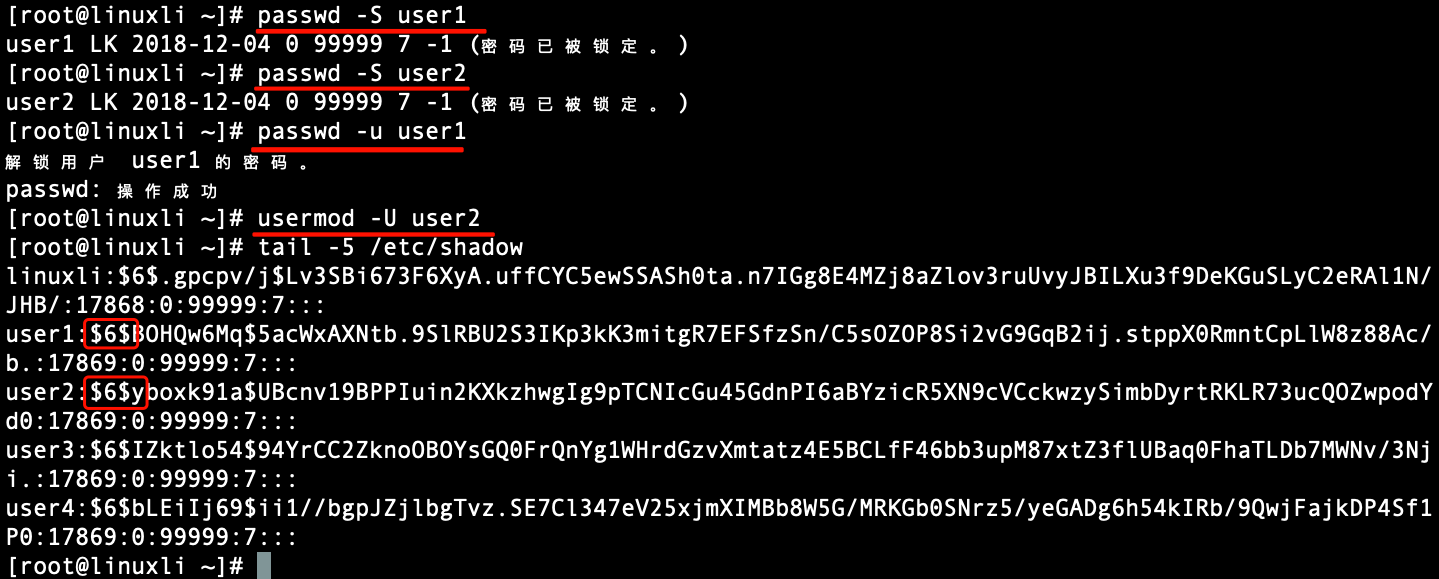 [root@linuxli ~]# passwd -S user1
user1 LK 2018-12-04 0 99999 7 -1 (密码已被锁定。)
[root@linuxli ~]# passwd -S user2
user2 LK 2018-12-04 0 99999 7 -1 (密码已被锁定。)
[root@linuxli ~]# passwd -u user1
解锁用户 user1 的密码。
passwd: 操作成功
[root@linuxli ~]# usermod -U user2
[root@linuxli ~]# tail -5 /etc/shadow
linuxli:$6$.gpcpv/j$Lv3SBi673F6XyA.uffCYC5ewSSASh0ta.n7IGg8E4MZj8aZlov3ruUvyJBILXu3f9DeKGuSLyC2eRAl1N/
JHB/:17868:0:99999:7:::
user1:$6$BOHQw6Mq$5acWxAXNtb.9SlRBU2S3IKp3kK3mitgR7EFSfzSn/C5sOZOP8Si2vG9GqB2ij.stppX0RmntCpLlW8z88Ac/
b.:17869:0:99999:7:::
user2:$6$yboxk91a$UBcnv19BPPIuin2KXkzhwgIg9pTCNIcGu45GdnPI6aBYzicR5XN9cVCckwzySimbDyrtRKLR73ucQOZwpodY
d0:17869:0:99999:7:::
user3:$6$IZktlo54$94YrCC2ZknoOBOYsGQ0FrQnYg1WHrdGzvXmtatz4E5BCLfF46bb3upM87xtZ3flUBaq0FhaTLDb7MWNv/3Nj
i.:17869:0:99999:7:::
user4:$6$bLEiIj69$ii1//bgpJZjlbgTvz.SE7Cl347eV25xjmXIMBb8W5G/MRKGb0SNrz5/yeGADg6h54kIRb/9QwjFajkDP4Sf1
P0:17869:0:99999:7:::
[root@linuxli ~]#